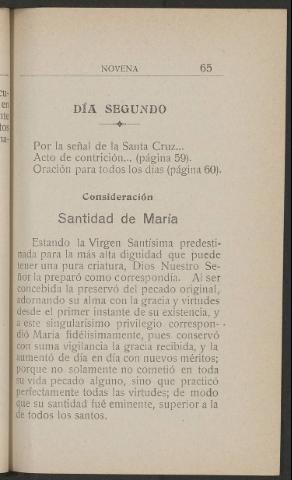 NOVENA 65
DÍA SEGUNDO
Por la señal de la Santa Cruz...
Acto de contrición... (página 59).
Oración para todos los días (página 60).
Consideración
Santidad de María
Estando la Virgen Santísima predesti-
nada para la más alta dignidad que puede
tener una pura criatura, Dios Nuestro Se-
ñor la preparó como correspondía. Al ser
concebida la preservó del pecado original,
adornando su alma con la gracia y virtudes
desde el primer instante de su existencia, y
a este singularísimo privilegio correspon-
dió María fidelísimamente, pues conservó
con suma vigilancia la gracia recibida, y la
aumentó de día en día con nuevos méritos;
porque no solamente no cometió en toda
su vida pecado alguno, sino que practicó
perfectamente todas las virtudes; de modo
que su santidad fué eminente, superior a la
de todos los santos.